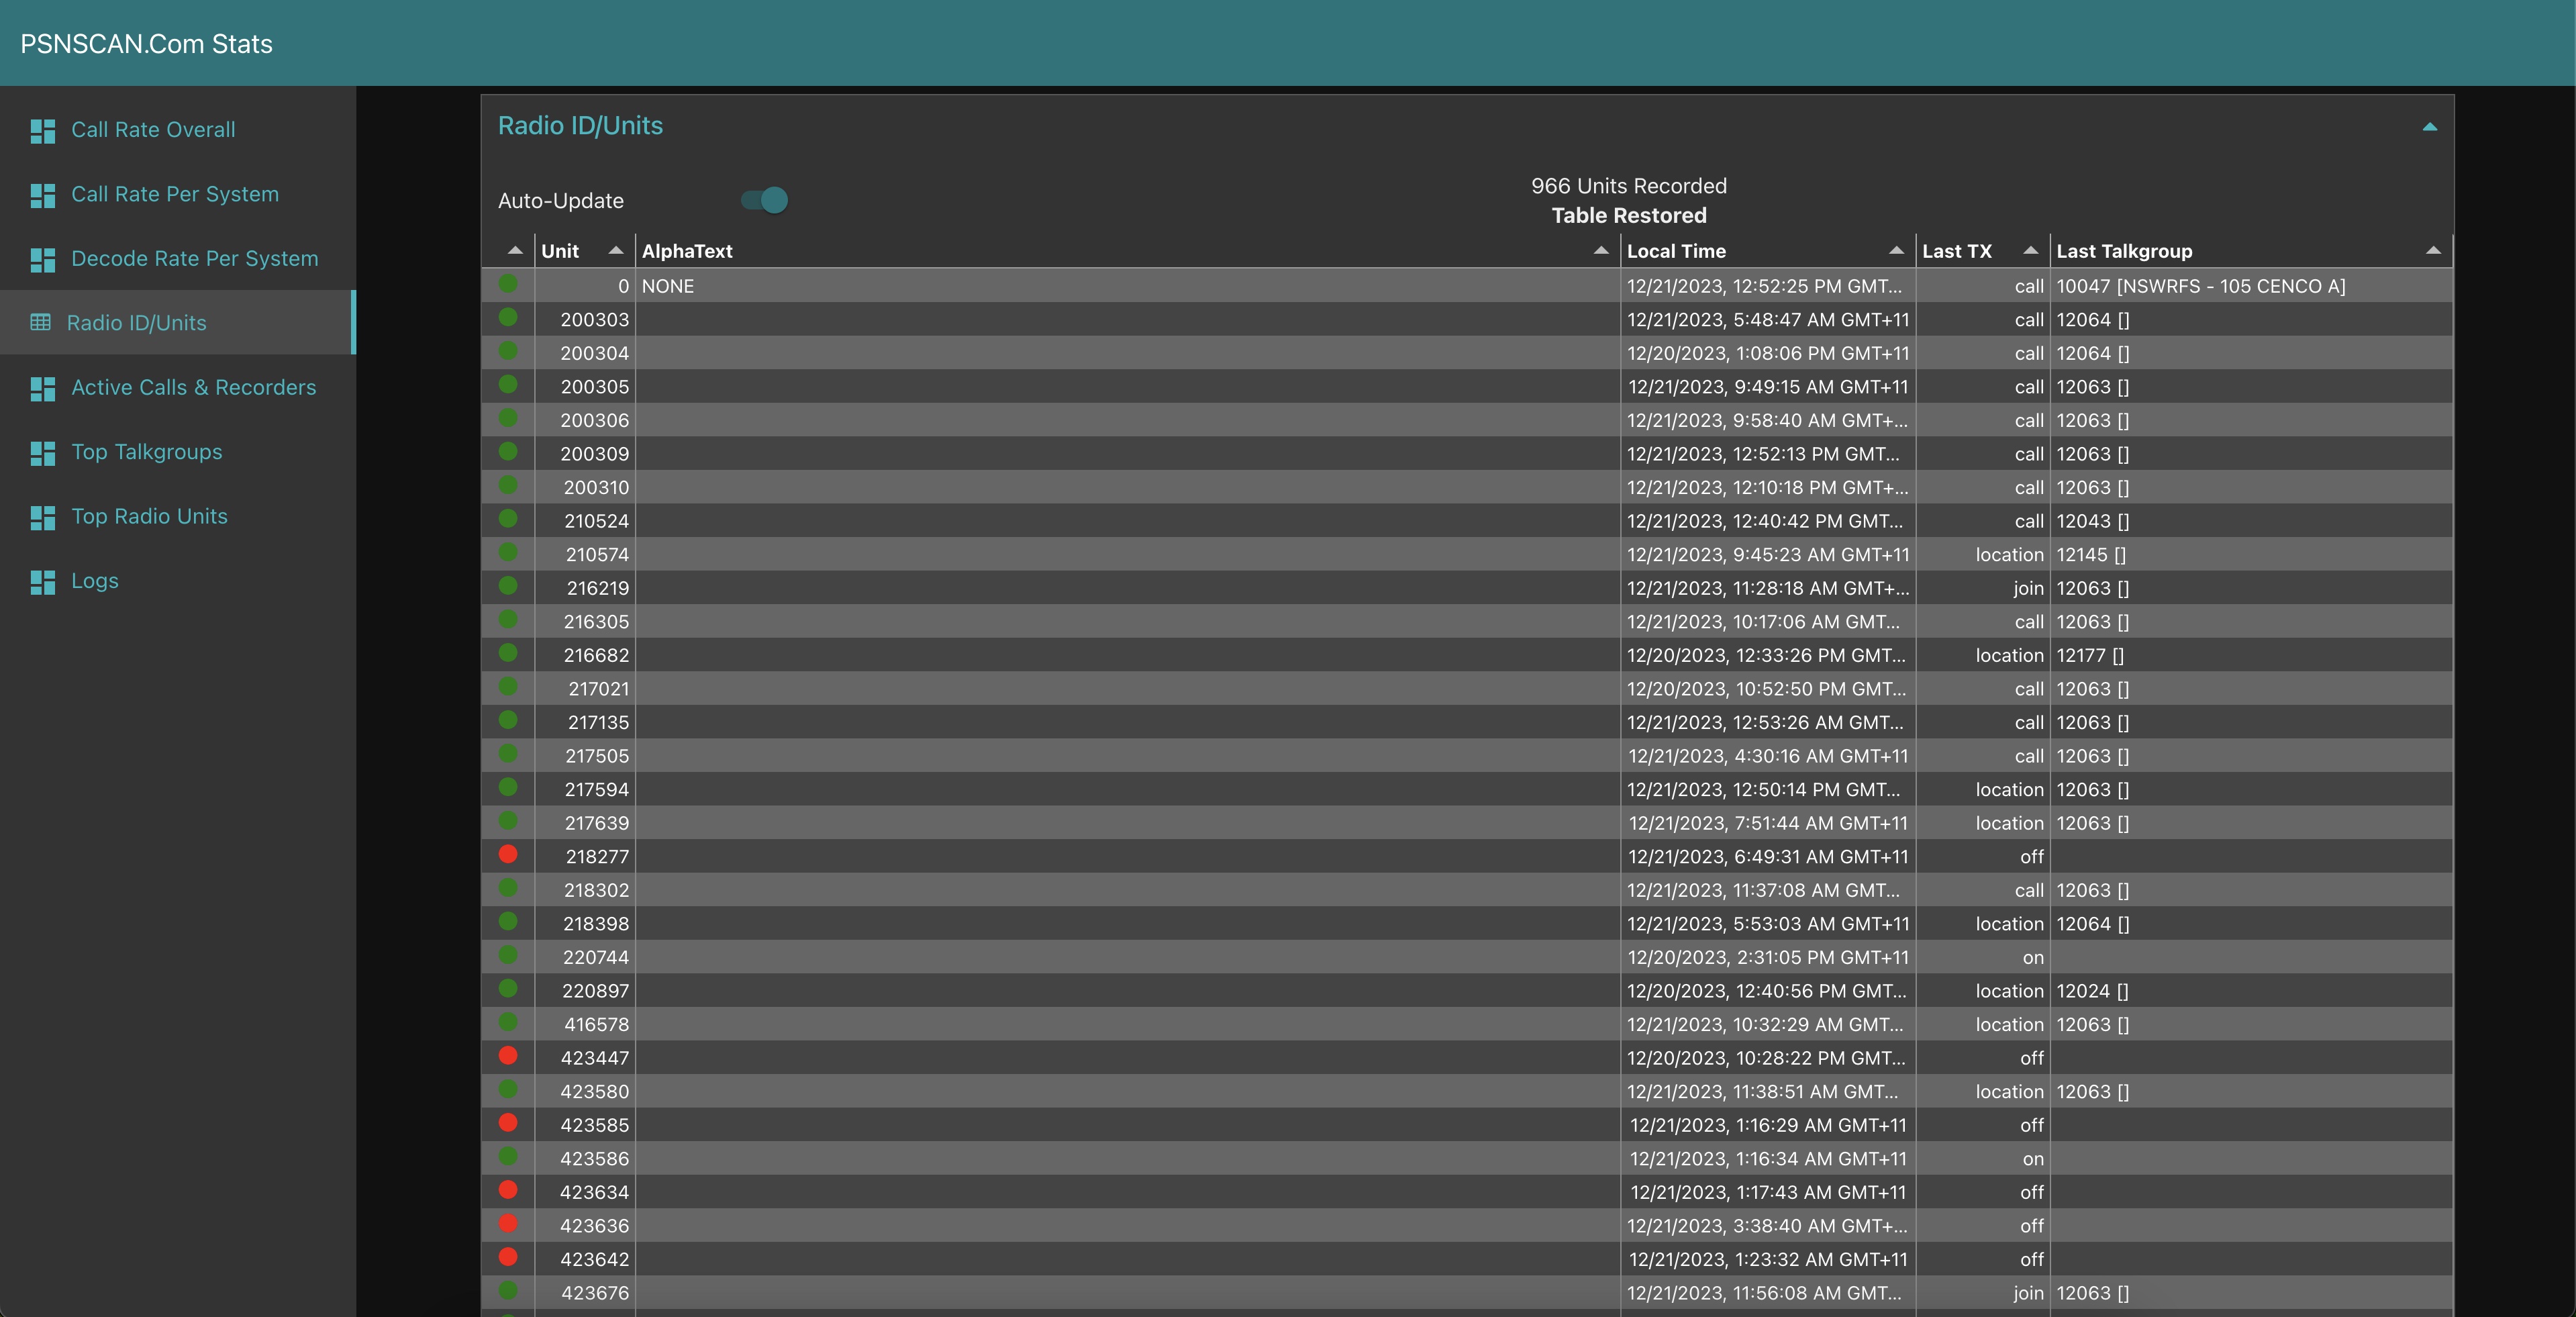 PSNSCAN.Com Stats
Call Rate Overall
Call Rate Per System
Decode Rate Per System
Radio ID/Units
Active Calls & Recorders
Top Talkgroups
Top Radio Units
Logs
Radio ID/Units
Auto-Update
966 Units Recorded
Table Restored
Unit AlphaText Local Time Last TX Last Talkgroup
0 NONE 12/21/2023, 12:52:25 PM GMT... call 10047 [NSWRFS - 105 CENCO A]
200303 12/21/2023, 5:48:47 AM GMT+11 call 12064 []
200304 12/20/2023, 1:08:06 PM GMT+11 call 12064 []
200305 12/21/2023, 9:49:15 AM GMT+11 call 12063 []
200306 12/21/2023, 9:58:40 AM GMT+... call 12063 []
200309 12/21/2023, 12:52:13 PM GMT... call 12063 []
200310 12/21/2023, 12:10:18 PM GMT+... call 12063 []
210524 12/21/2023, 12:40:42 PM GMT... call 12043 []
210574 12/21/2023, 9:45:23 AM GMT+11 location 12145 []
216219 12/21/2023, 11:28:18 AM GMT+... join 12063 []
216305 12/21/2023, 10:17:06 AM GMT... call 12063 []
216682 12/20/2023, 12:33:26 PM GMT... location 12177 []
217021 12/20/2023, 10:52:50 PM GMT... call 12063 []
217135 12/21/2023, 12:53:26 AM GMT... call 12063 []
217505 12/21/2023, 4:30:16 AM GMT+11 call 12063 []
217594 12/21/2023, 12:50:14 PM GMT... location 12063 []
217639 12/21/2023, 7:51:44 AM GMT+11 location 12063 []
218277 12/21/2023, 6:49:31 AM GMT+11 off
218302 12/21/2023, 11:37:08 AM GMT... call 12063 []
218398 12/21/2023, 5:53:03 AM GMT+11 location 12064 []
220744 12/20/2023, 2:31:05 PM GMT+11 on
220897 12/20/2023, 12:40:56 PM GMT... location 12024 []
416578 12/21/2023, 10:32:29 AM GMT... location 12063 []
423447 12/20/2023, 10:28:22 PM GMT... off
423580 12/21/2023, 11:38:51 AM GMT... location 12063 []
423585 12/21/2023, 1:16:29 AM GMT+11 off
423586 12/21/2023, 1:16:34 AM GMT+11 on
423634 12/21/2023, 1:17:43 AM GMT+11 off
423636 12/21/2023, 3:38:40 AM GMT+... off
423642 12/21/2023, 1:23:32 AM GMT+11 off
423676 12/21/2023, 11:56:08 AM GMT... join 12063 []